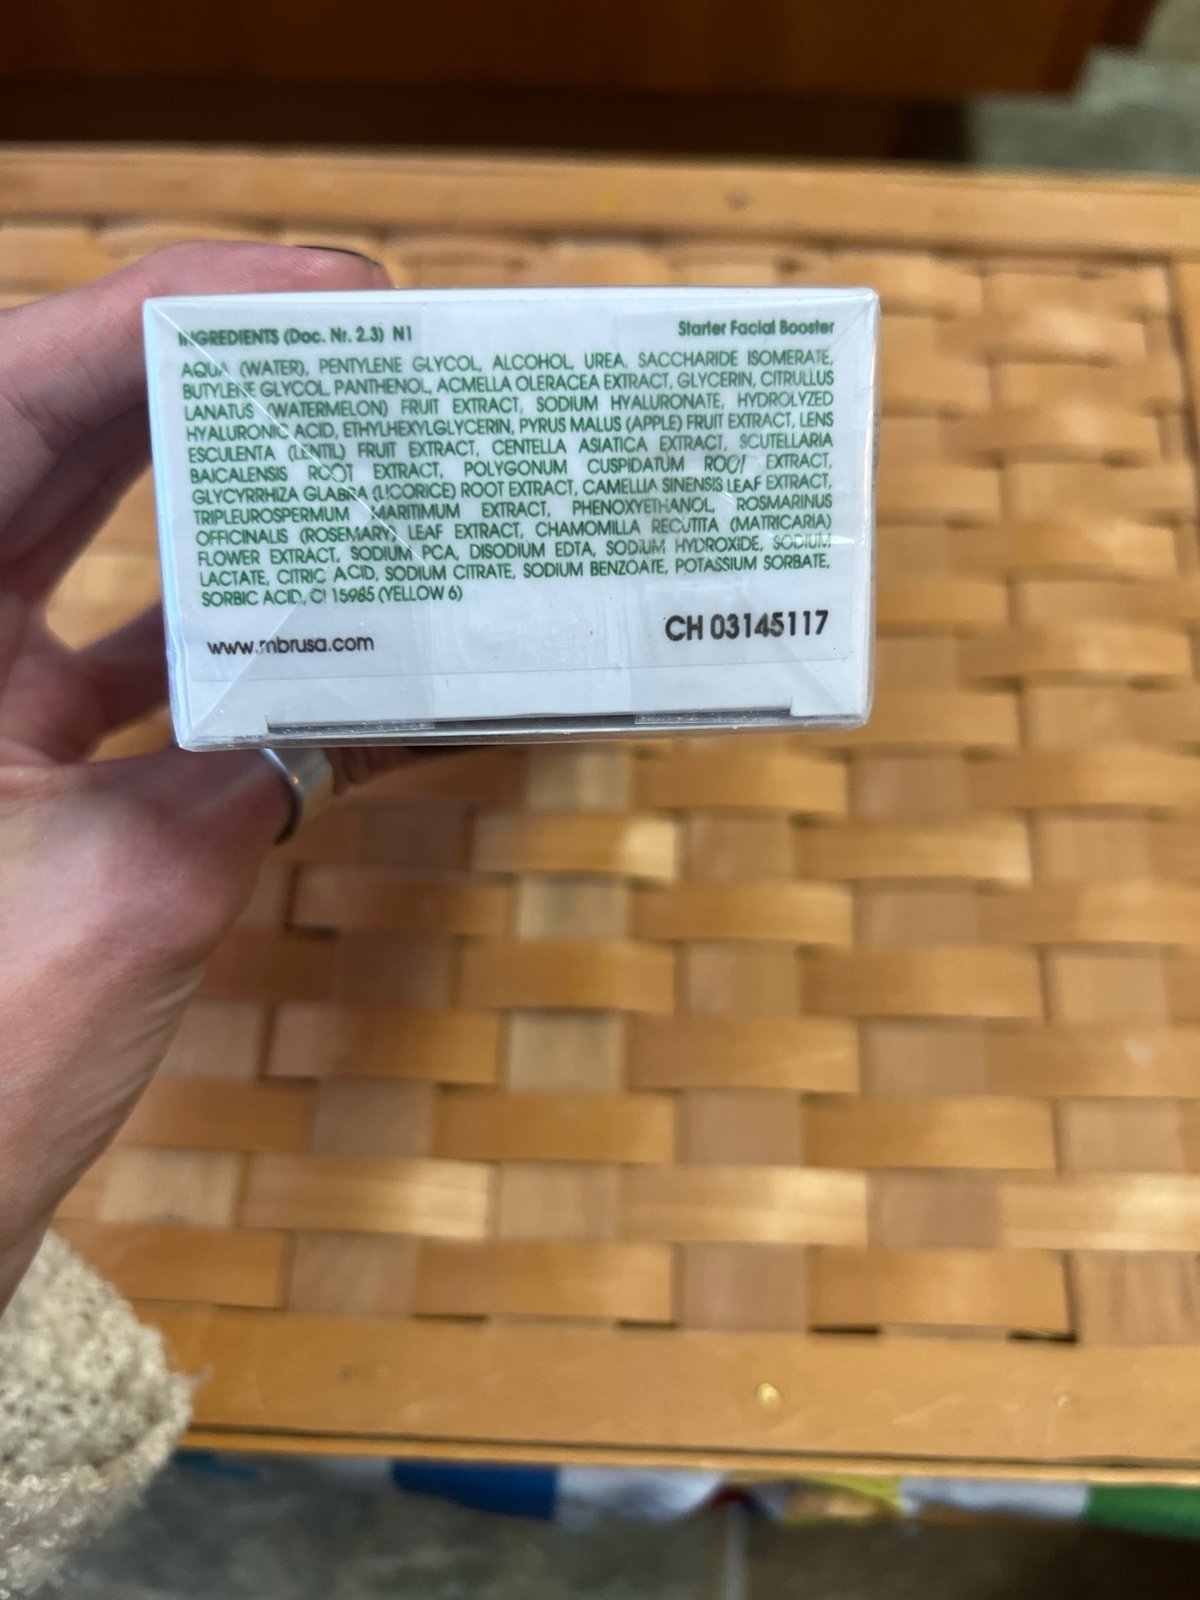 INGREDIENTS (Doc. Nr. 2.3) N1 Starter Facial Booster
AQUA (WATER), PENTYLENE GLYCOL, ALCOHOL, UREA, SACCHARIDE ISOMERATE,
BUTYLENE GLYCOL, PANTHENOL, ACMELLA OLERACEA EXTRACT, GLYCERIN, CITRULLUS
LANATUS (WATERMELON) FRUIT EXTRACT, SODIUM HYALURONATE, HYDROLYZED
HYALURONIC ACID, ETHYLHEXYLGLYCERIN, PYRUS MALUS (APPLE) FRUIT EXTRACT, LENS
ESCULENTA (LENTIL) FRUIT EXTRACT, CENTELLA ASIATICA EXTRACT, SCUTELLARIA
BAICALENSIS ROOT EXTRACT, POLYGONUM CUSPIDATUM ROOT EXTRACT,
GLYCYRRHIZA GLABRA (LICORICE) ROOT EXTRACT, CAMELLIA SINENSIS LEAF EXTRACT,
TRIPLEUROSPERMUM MARITIMUM EXTRACT, PHENOXYETHANOL, ROSMARINUS
OFFICINALIS (ROSEMARY) LEAF EXTRACT, CHAMOMILLA RECUTITA (MATRICARIA)
FLOWER EXTRACT, SODIUM PCA, DISODIUM EDTA, SODIUM HYDROXIDE, SODIUM
LACTATE, CITRIC ACID, SODIUM CITRATE, SODIUM BENZOATE, POTASSIUM SORBATE,
SORBIC ACID, CI 15985 (YELLOW 6)
www.mbrusa.com CH 03145117